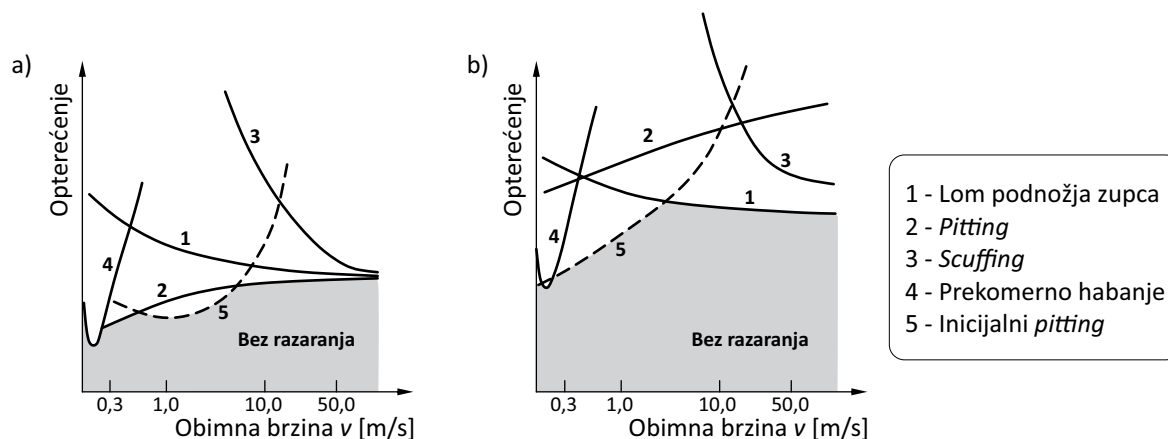 a)
Opterećenje
1
2
3
4
5
Bez razaranja
0,3 1,0 10,0 50,0
Obimna brzina v [m/s]
b)
Opterećenje
1
2
3
4
5
Bez razaranja
0,3 1,0 10,0 50,0
Obimna brzina v [m/s]
1 - Lom podnožja zupca
2 - Pitting
3 - Scuffing
4 - Prekomerno habanje
5 - Inicijalni pitting